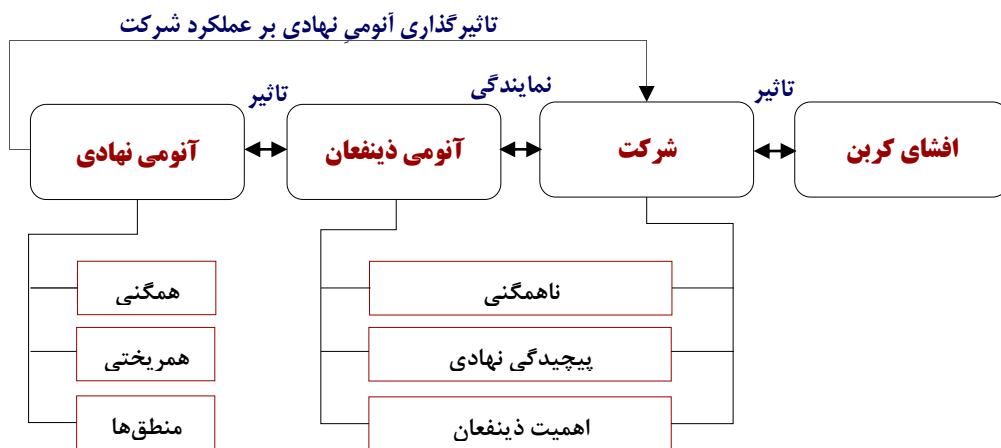 تاثیرگذاری آنومیِ نهادی بر عملکرد شرکت
تاثیر
نمایندگی
تاثیر
افشای کربن
شرکت
آنومی ذینفعان
آنومی نهادی
ناهمگنی
پیچیدگی نهادی
اهمیت ذینفعان
همگنی
همریختی
منطق‌ها